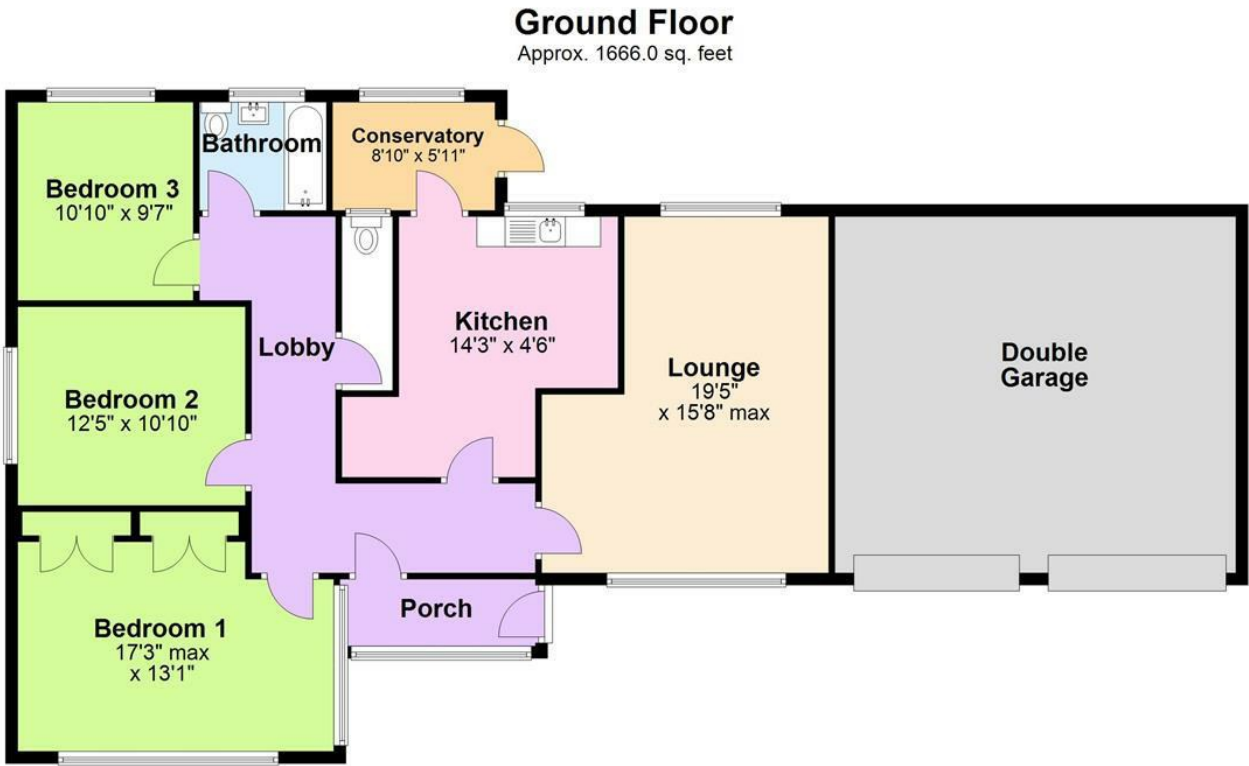 Ground Floor
Approx. 1666.0 sq. feet
Bedroom 3
10'10" x 9'7"
Bathroom
Conservatory
8'10" x 5'11"
Kitchen
14'3" x 4'6"
Lobby
Lounge
19'5"
x 15'8" max
Double
Garage
Bedroom 2
12'5" x 10'10"
Bedroom 1
17'3" max
x 13'1"
Porch